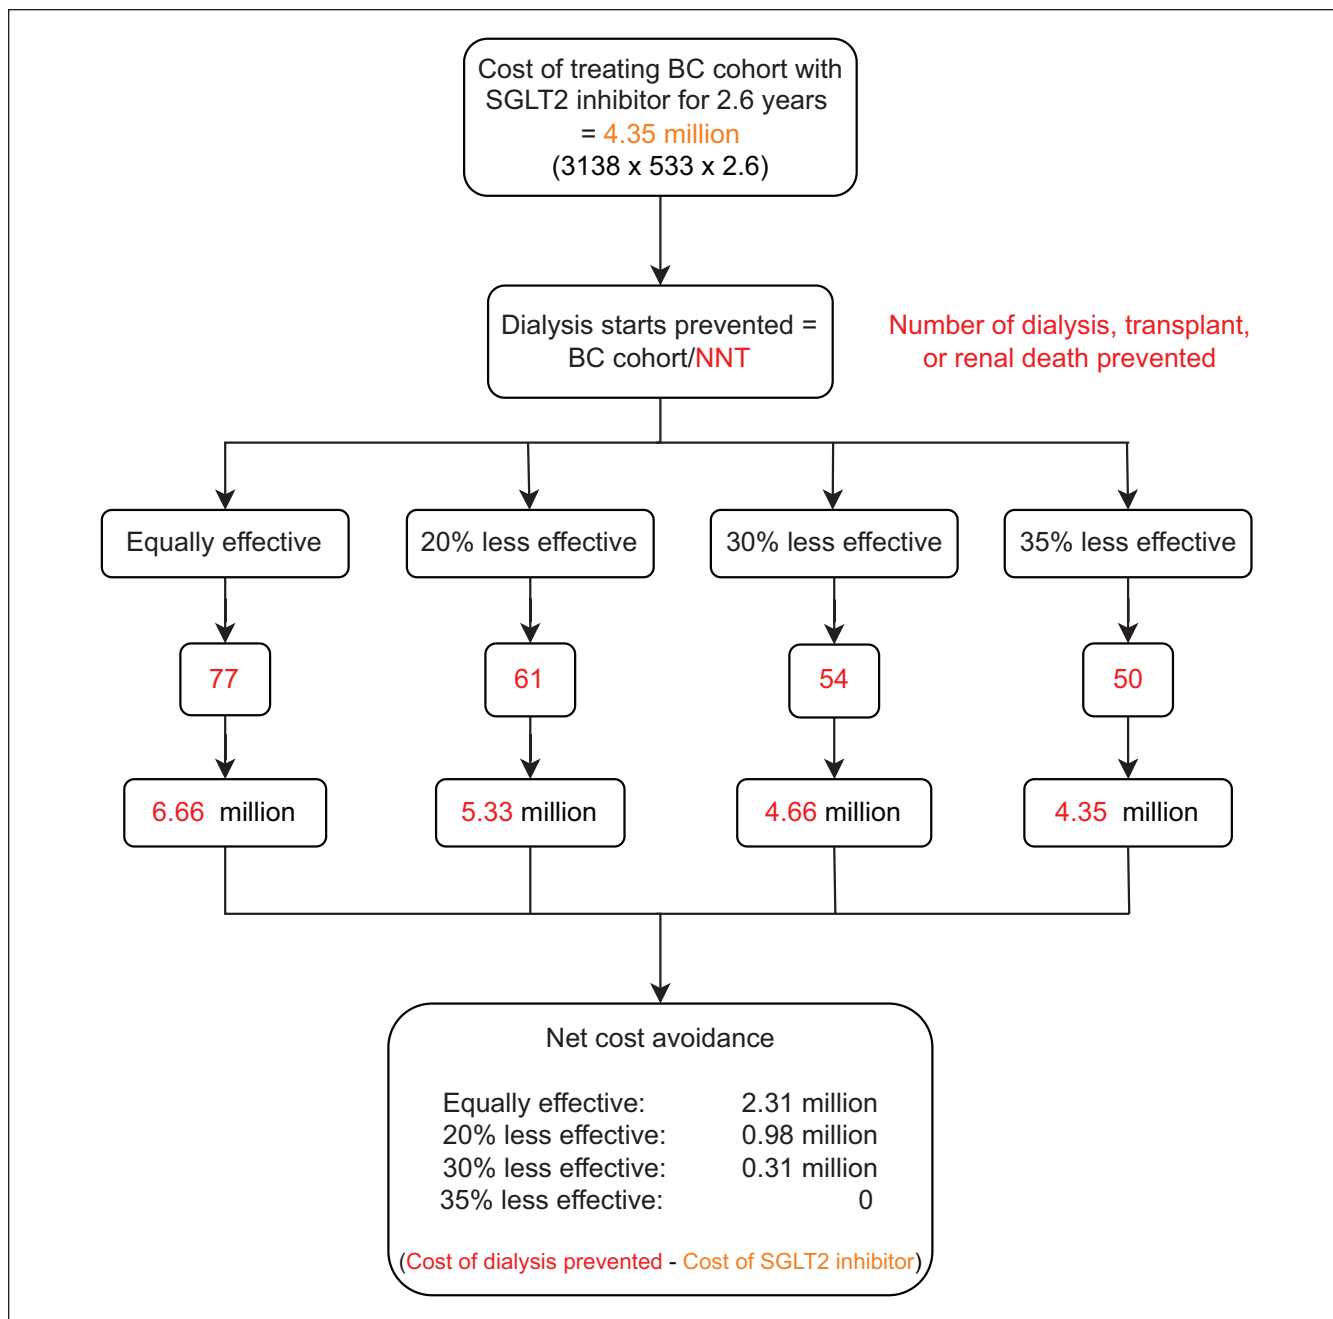 Cost of treating BC cohort with
SGLT2 inhibitor for 2.6 years
= 4.35 million
(3138 x 533 x 2.6)
Dialysis starts prevented =
BC cohort/NNT
Number of dialysis, transplant,
or renal death prevented
Equally effective
20% less effective
30% less effective
35% less effective
77
61
54
50
6.66 million
5.33 million
4.66 million
4.35 million
Net cost avoidance
Equally effective: 2.31 million
20% less effective: 0.98 million
30% less effective: 0.31 million
35% less effective: 0
(Cost of dialysis prevented - Cost of SGLT2 inhibitor)